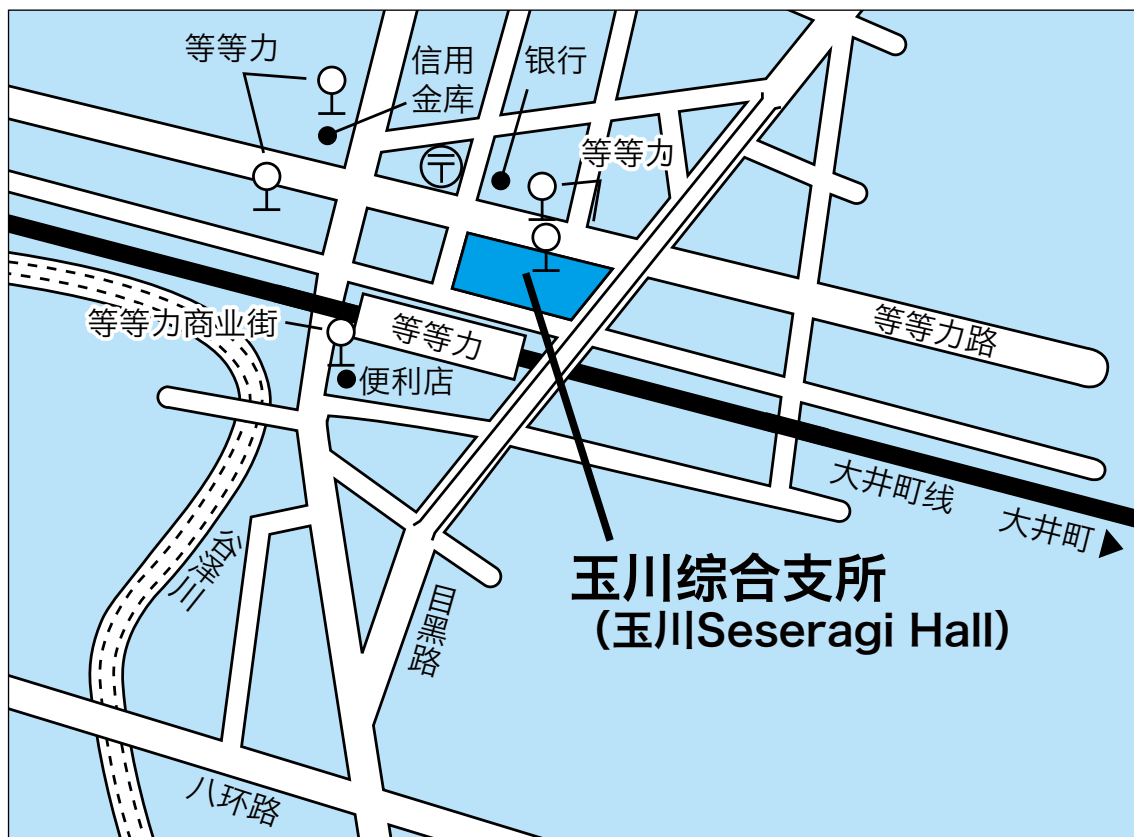 等等力
信用
金库
银行
等等力
〒
等等力商业街
等等力
等等力路
便利店
大井町线
大井町
谷泽川
目黑路
玉川综合支所
（玉川Seseragi Hall）
八环路